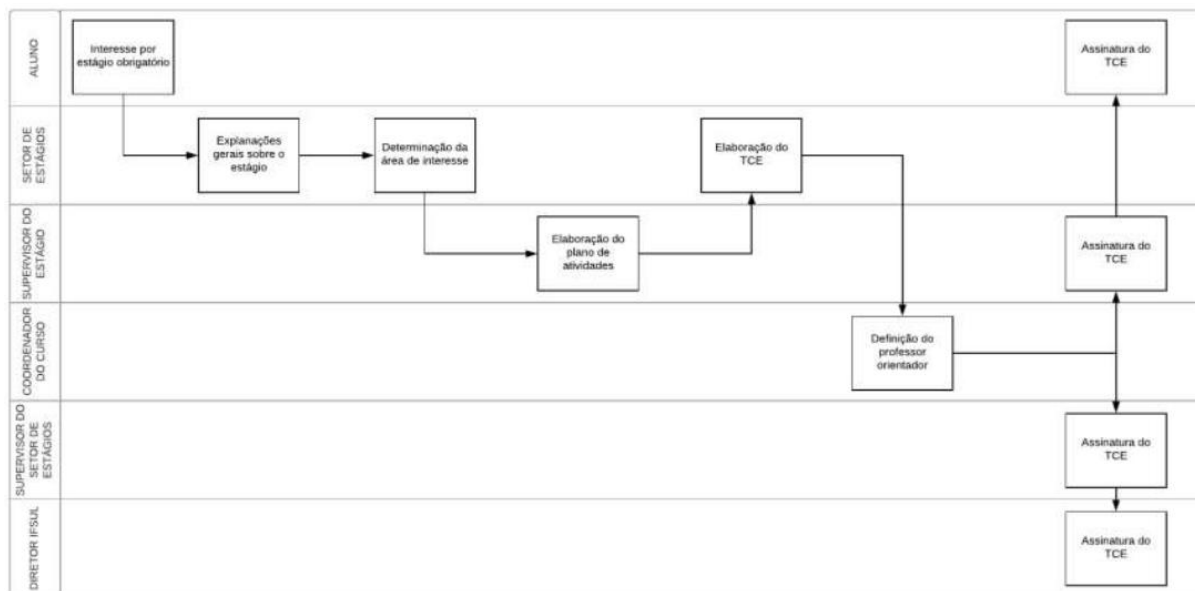 ALUNO
Interesse por
estágio obrigatório
Assinatura do
TCE
SETOR DE
ESTÁGIOS
Explanações
gerais sobre o
estágio
Determinação da
área de interesse
Elaboração do
TCE
SUPERVISOR DO
ESTÁGIO
Elaboração do
plano de
atividades
Assinatura do
TCE
COORDENADOR
DO CURSO
Definição do
professor
orientador
SUPERVISOR DO
SETOR DE
ESTÁGIOS
Assinatura do
TCE
DIRETOR IFSUL
Assinatura do
TCE